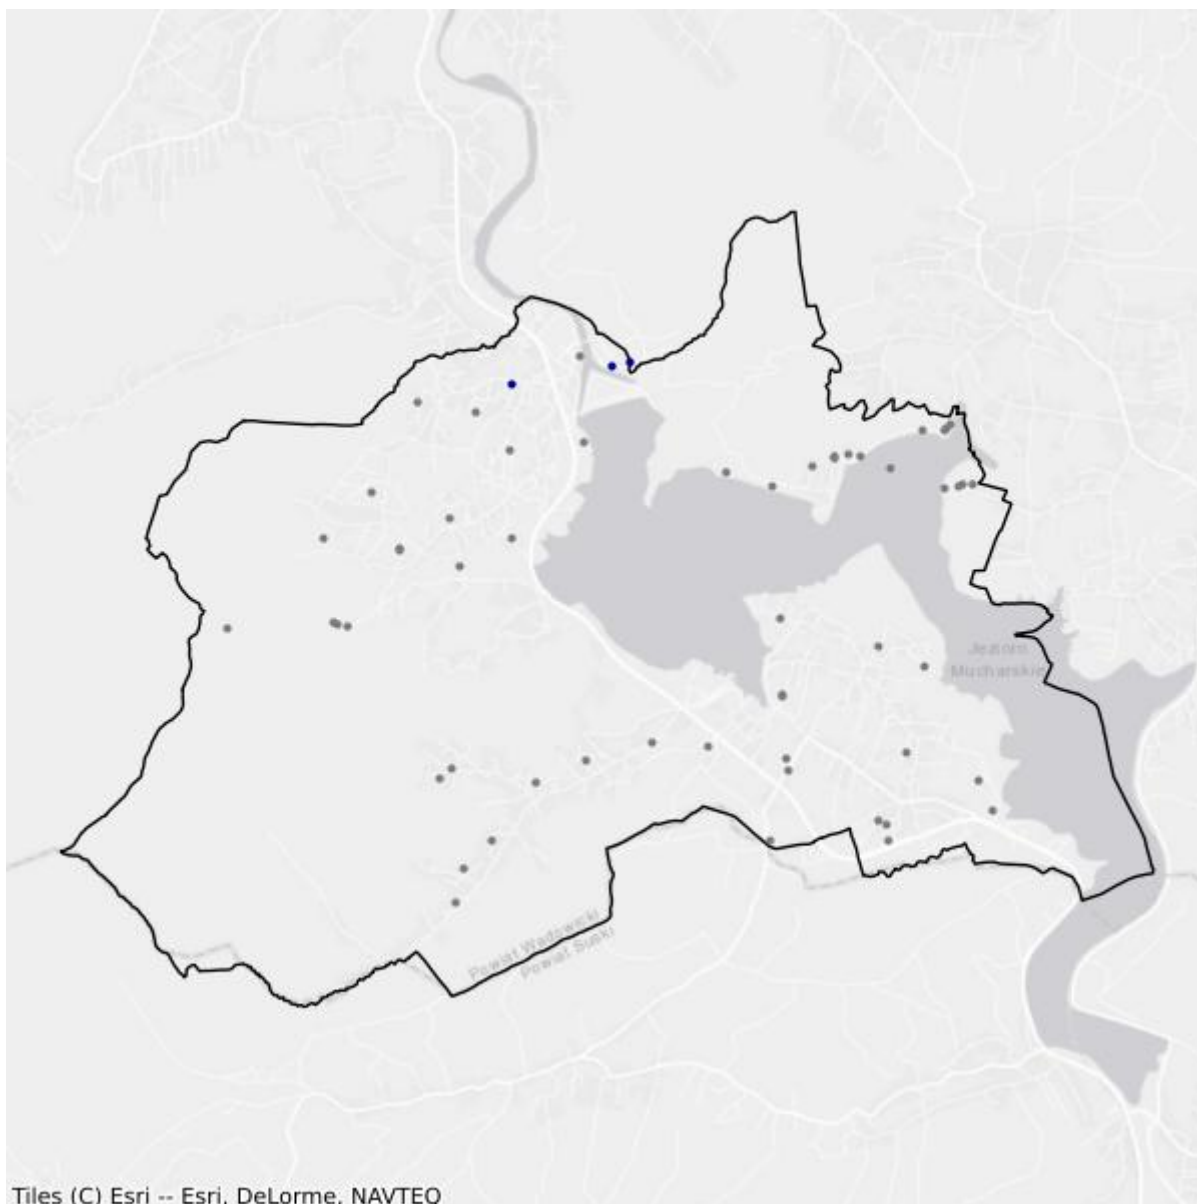 Jezioro
Mucharskie
Powiat Wadowicki
Powiat Suski
Tiles (C) Esri -- Esri, DeLorme, NAVTEQ